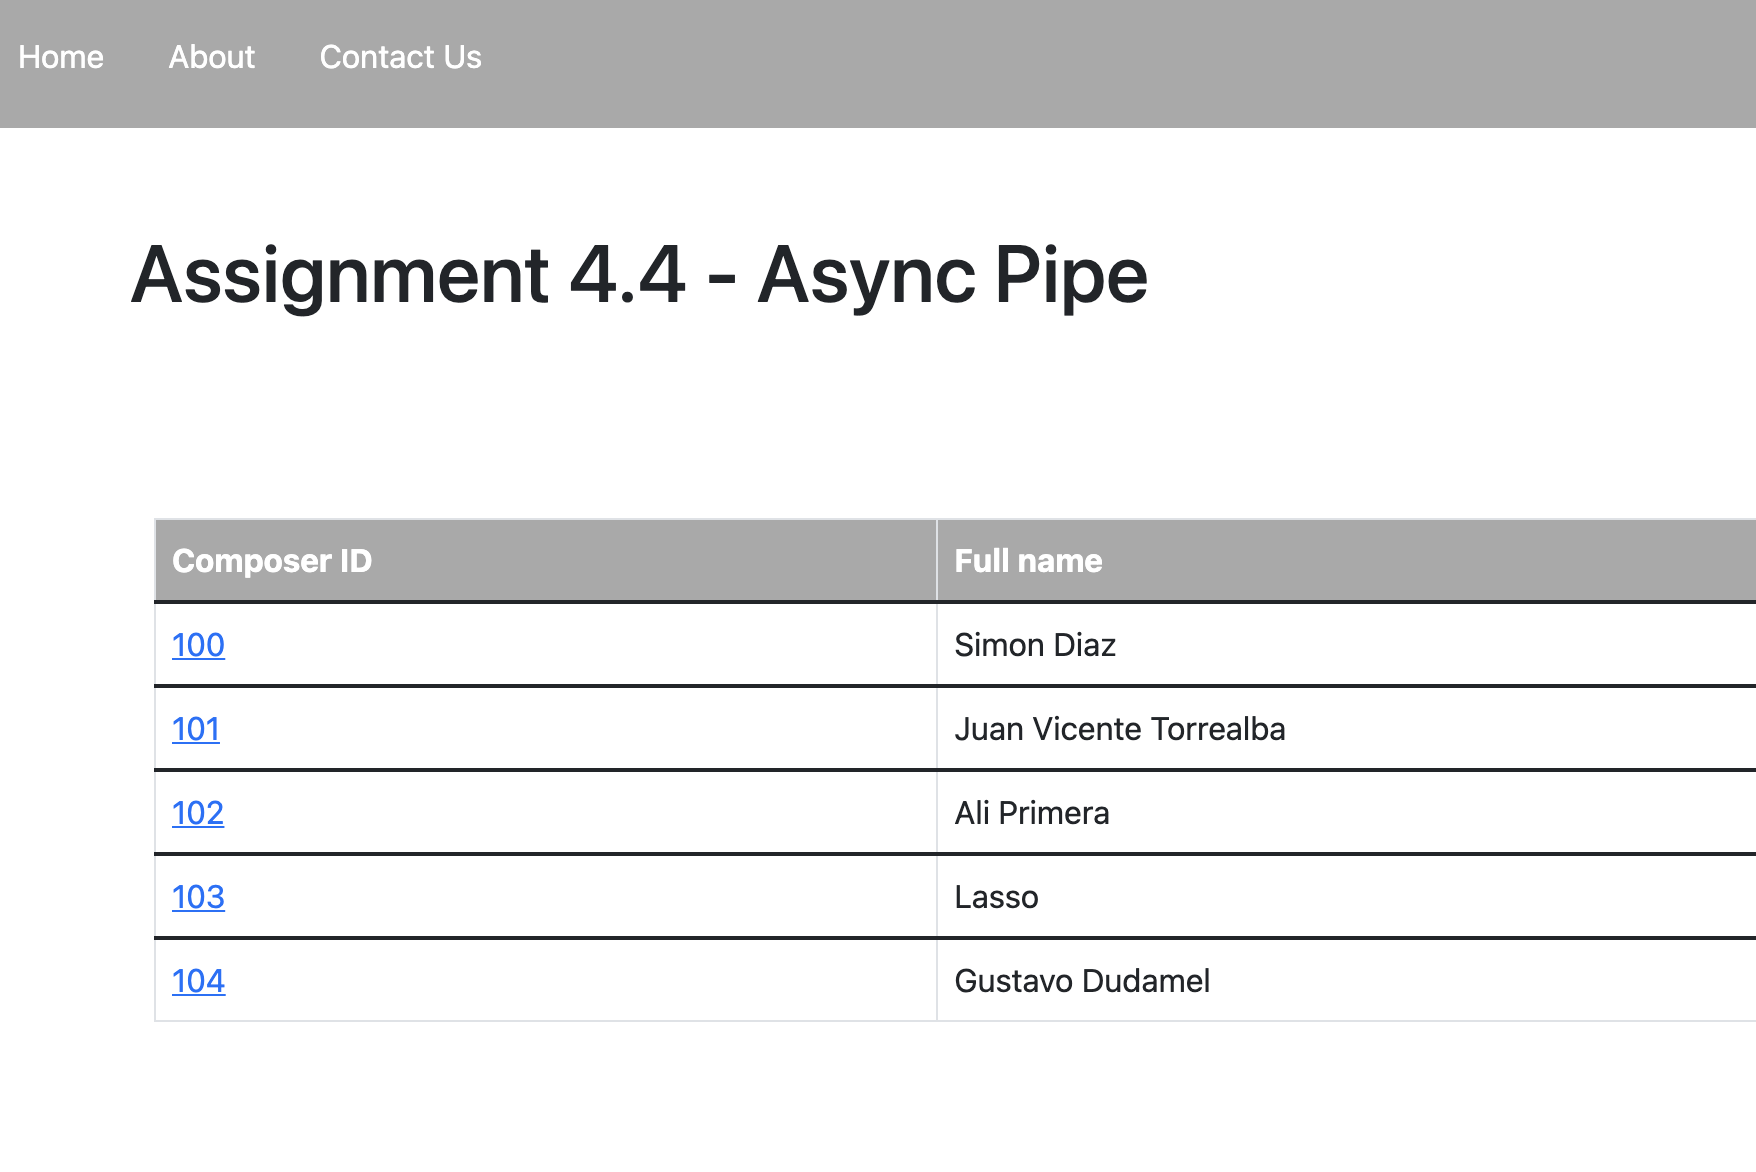 Home About Contact Us
Assignment 4.4 - Async Pipe
Composer ID Full name
100 Simon Diaz
101 Juan Vicente Torrealba
102 Ali Primera
103 Lasso
104 Gustavo Dudamel